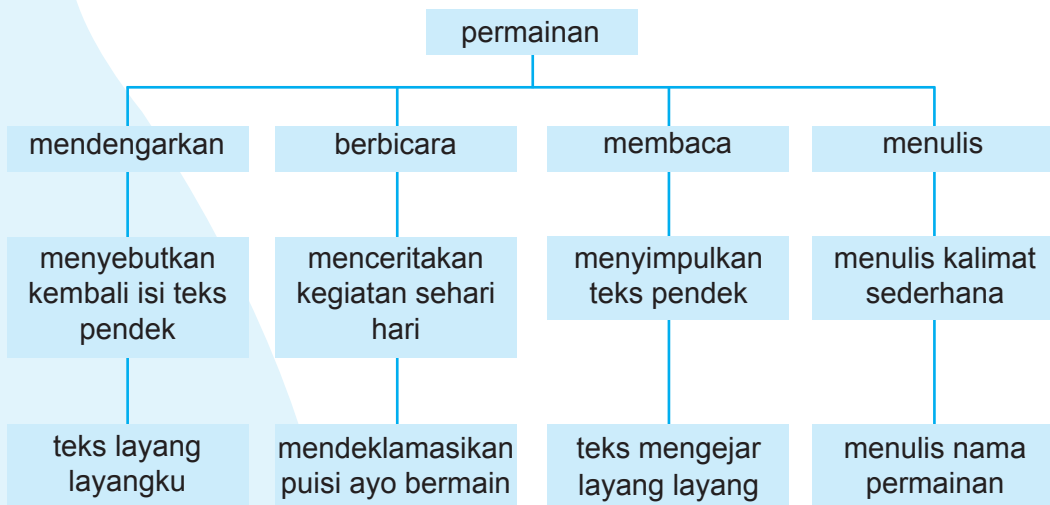 permainan
mendengarkan
berbicara
membaca
menulis
menyebutkan
kembali isi teks
pendek
menceritakan
kegiatan sehari
hari
menyimpulkan
teks pendek
menulis kalimat
sederhana
teks layang
layangku
mendeklamasikan
puisi ayo bermain
teks mengejar
layang layang
menulis nama
permainan